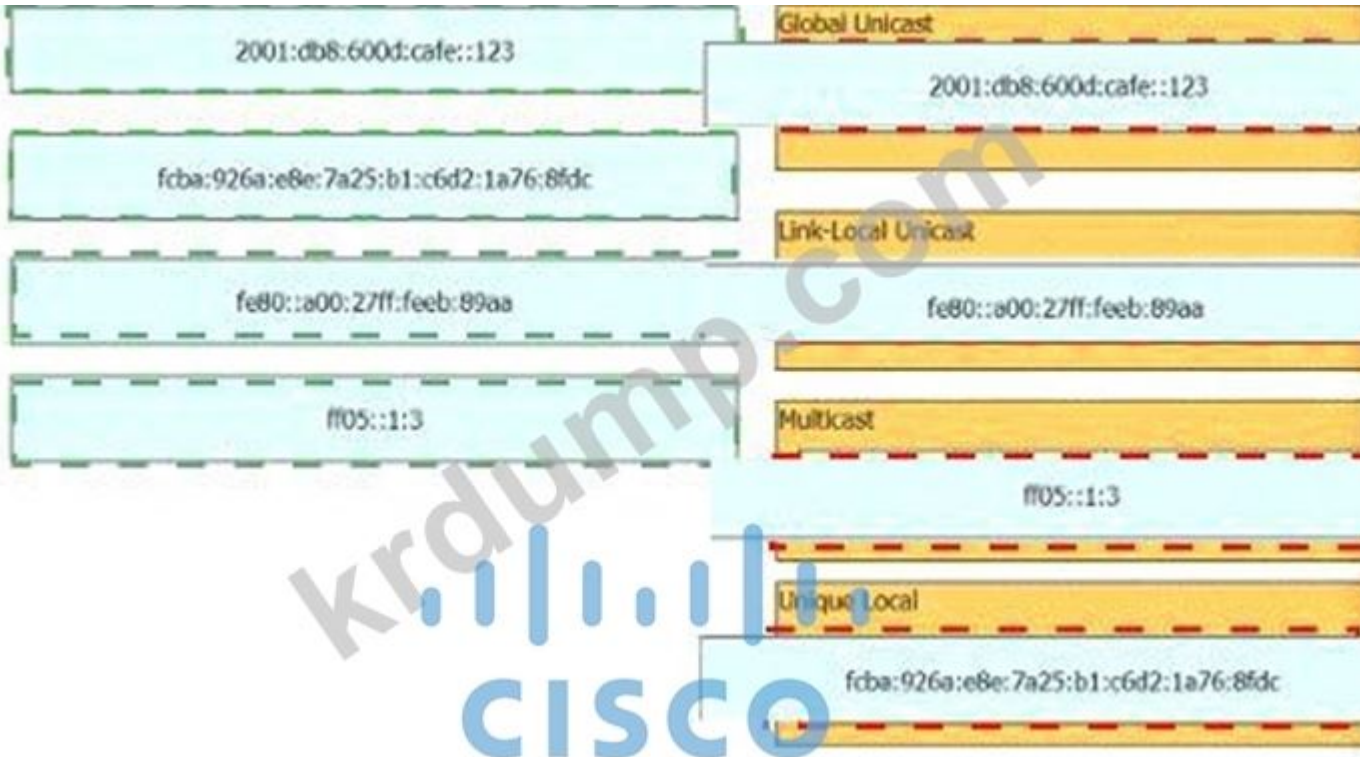 2001:db8:600d:cafe::123
fcba:926a:e8e:7a25:b1:c6d2:1a76:8fdc
fe80::a00:27ff:feeb:89aa
ff05::1:3
Global Unicast
2001:db8:600d:cafe::123
Link-Local Unicast
fe80::a00:27ff:feeb:89aa
Multicast
ff05::1:3
Unique Local
fcba:926a:e8e:7a25:b1:c6d2:1a76:8fdc
krdump.com
CISCO